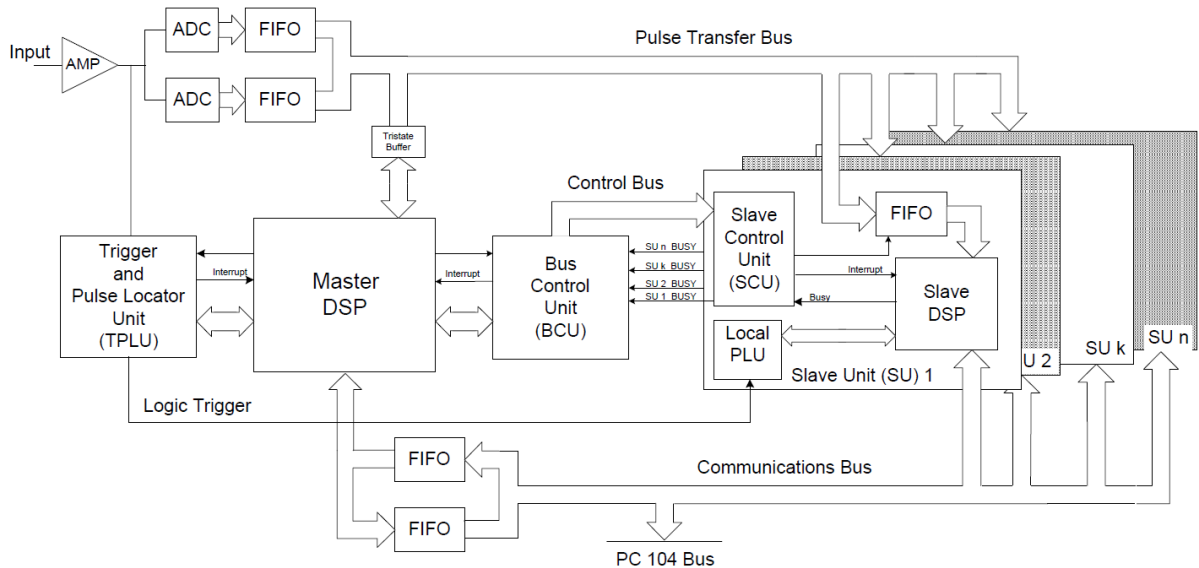 Input
AMP
ADC
FIFO
ADC
FIFO
Pulse Transfer Bus
Tristate
Buffer
Control Bus
Trigger
and
Pulse Locator
Unit
(TPLU)
Interrupt
Master
DSP
Interrupt
Bus
Control
Unit
(BCU)
SU n BUSY
SU k BUSY
SU 2 BUSY
SU 1 BUSY
Slave
Control
Unit
(SCU)
FIFO
Interrupt
Busy
Slave
DSP
Local
PLU
Slave Unit (SU) 1
U 2
SU k
SU n
Logic Trigger
FIFO
FIFO
Communications Bus
PC 104 Bus